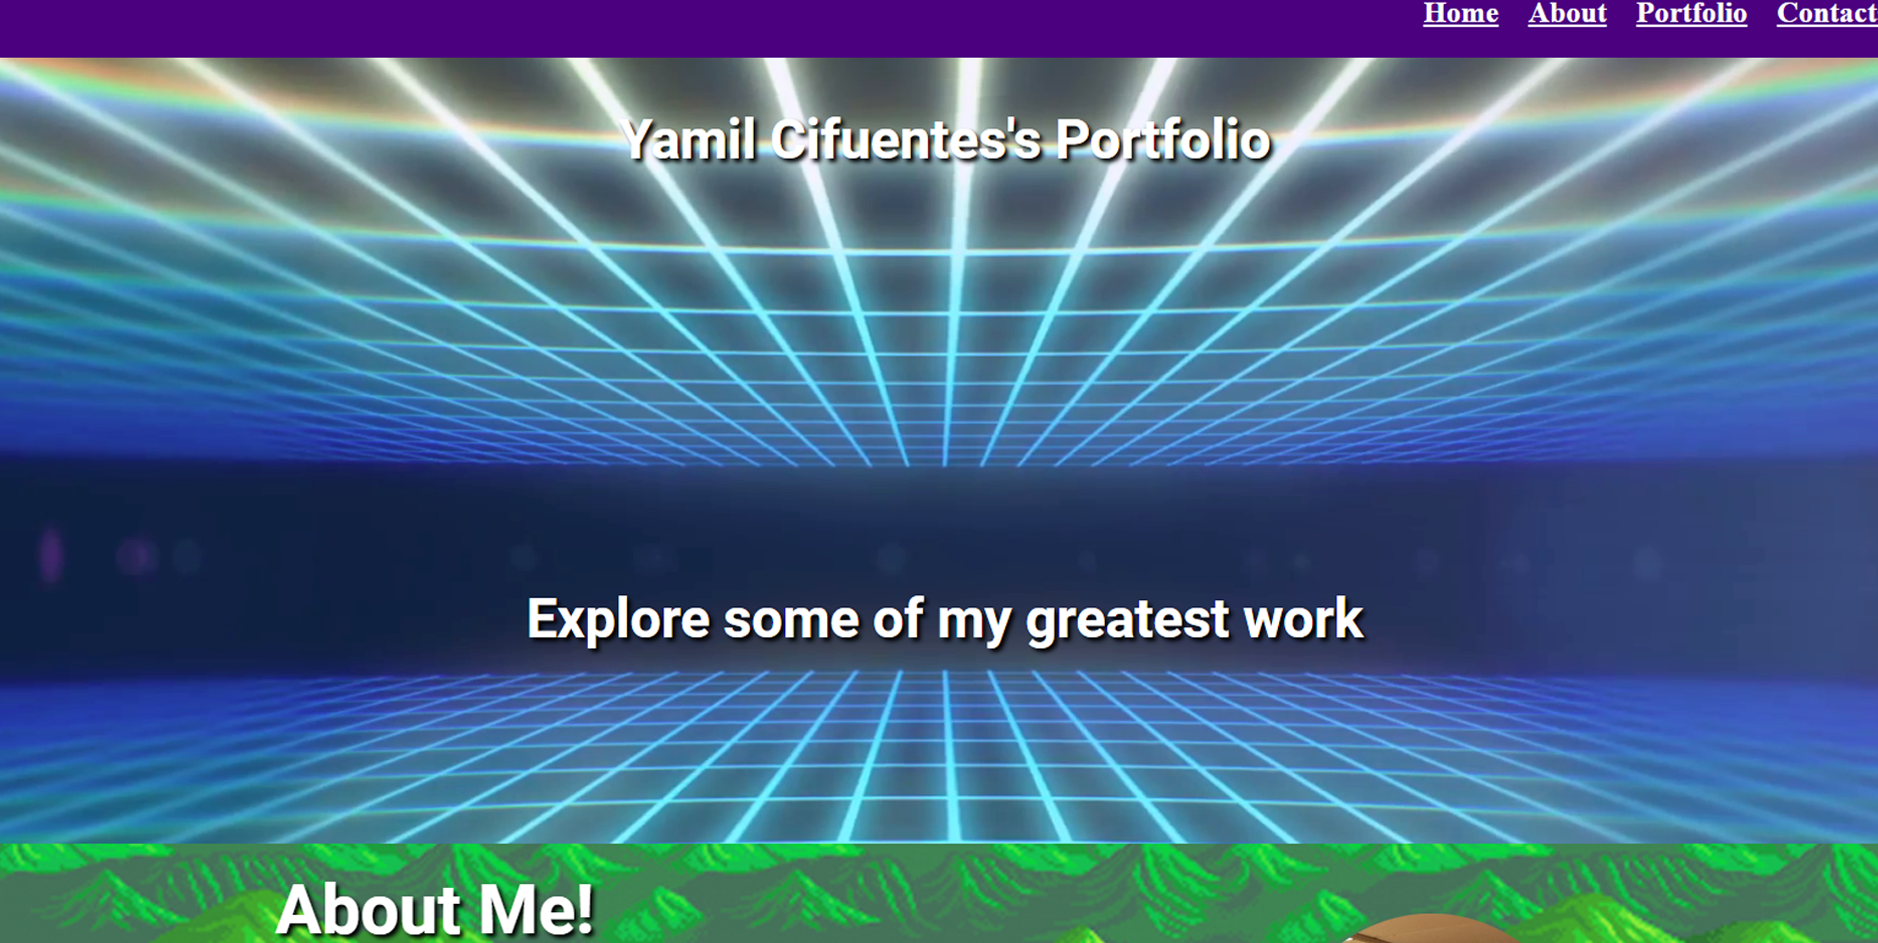 Home About Portfolio Contact
Yamil Cifuentes's Portfolio
Explore some of my greatest work
About Me!